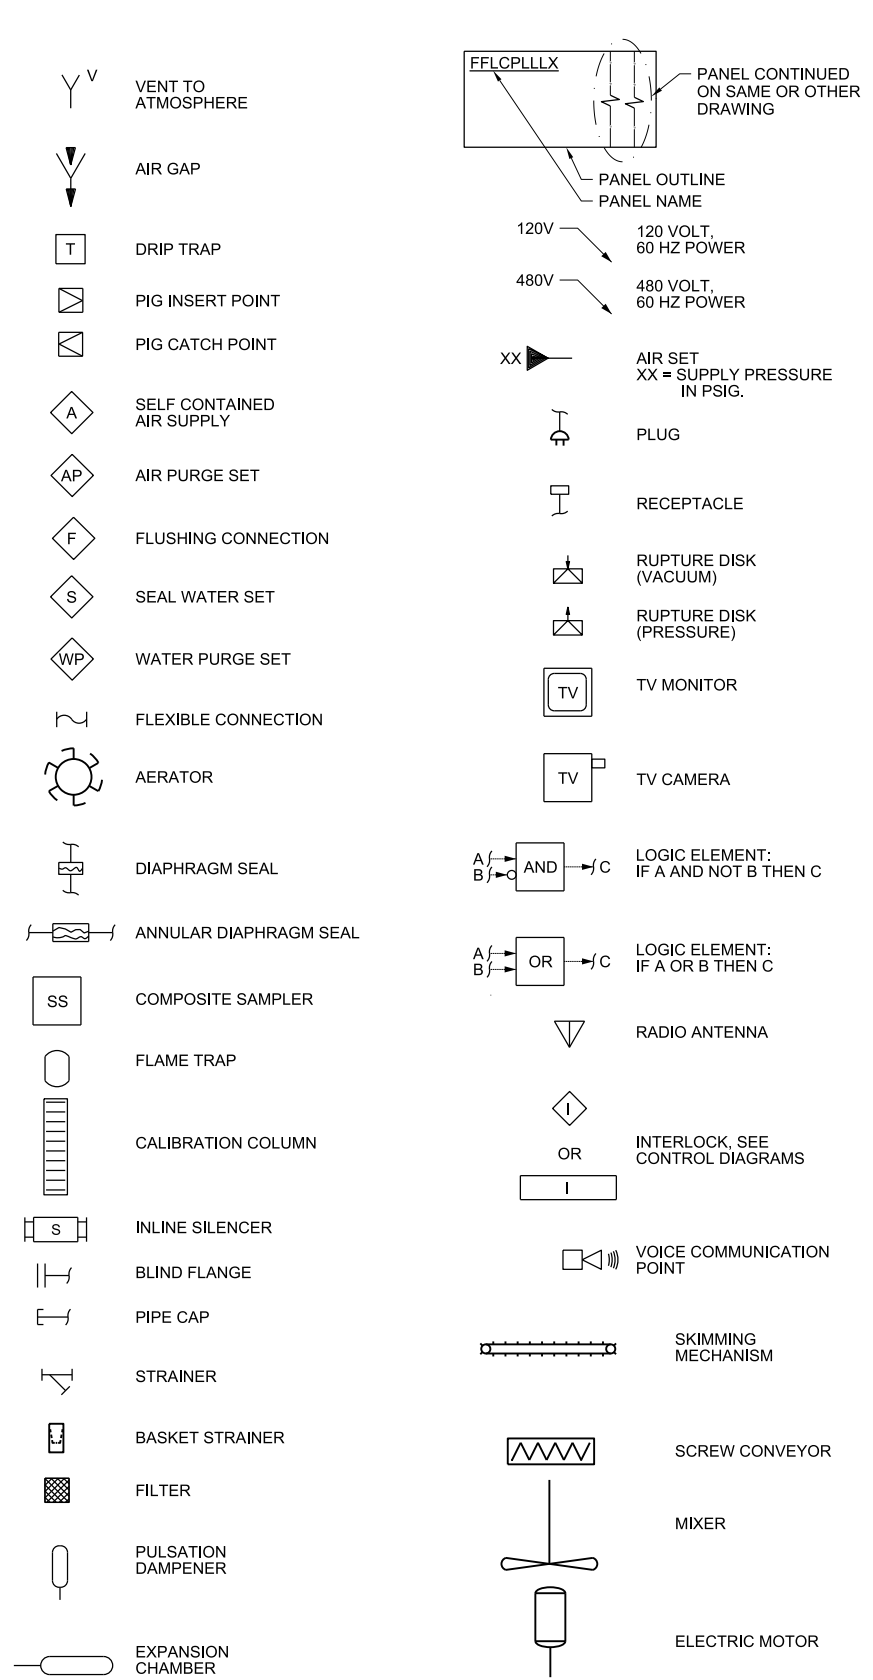 V
VENT TO
ATMOSPHERE
AIR GAP
T
DRIP TRAP
PIG INSERT POINT
PIG CATCH POINT
A
SELF CONTAINED
AIR SUPPLY
AP
AIR PURGE SET
F
FLUSHING CONNECTION
S
SEAL WATER SET
WP
WATER PURGE SET
FLEXIBLE CONNECTION
AERATOR
DIAPHRAGM SEAL
ANNULAR DIAPHRAGM SEAL
SS
COMPOSITE SAMPLER
FLAME TRAP
CALIBRATION COLUMN
S
INLINE SILENCER
BLIND FLANGE
PIPE CAP
STRAINER
BASKET STRAINER
FILTER
PULSATION
DAMPENER
EXPANSION
CHAMBER
FFLCPLLLX
PANEL CONTINUED
ON SAME OR OTHER
DRAWING
PANEL OUTLINE
PANEL NAME
120V
120 VOLT,
60 HZ POWER
480V
480 VOLT,
60 HZ POWER
XX
AIR SET
XX = SUPPLY PRESSURE
IN PSIG.
PLUG
RECEPTACLE
RUPTURE DISK
(VACUUM)
RUPTURE DISK
(PRESSURE)
TV
TV MONITOR
TV
TV CAMERA
A
B
AND
C
LOGIC ELEMENT:
IF A AND NOT B THEN C
A
B
OR
C
LOGIC ELEMENT:
IF A OR B THEN C
RADIO ANTENNA
I
OR
I
INTERLOCK, SEE
CONTROL DIAGRAMS
VOICE COMMUNICATION
POINT
SKIMMING
MECHANISM
SCREW CONVEYOR
MIXER
ELECTRIC MOTOR